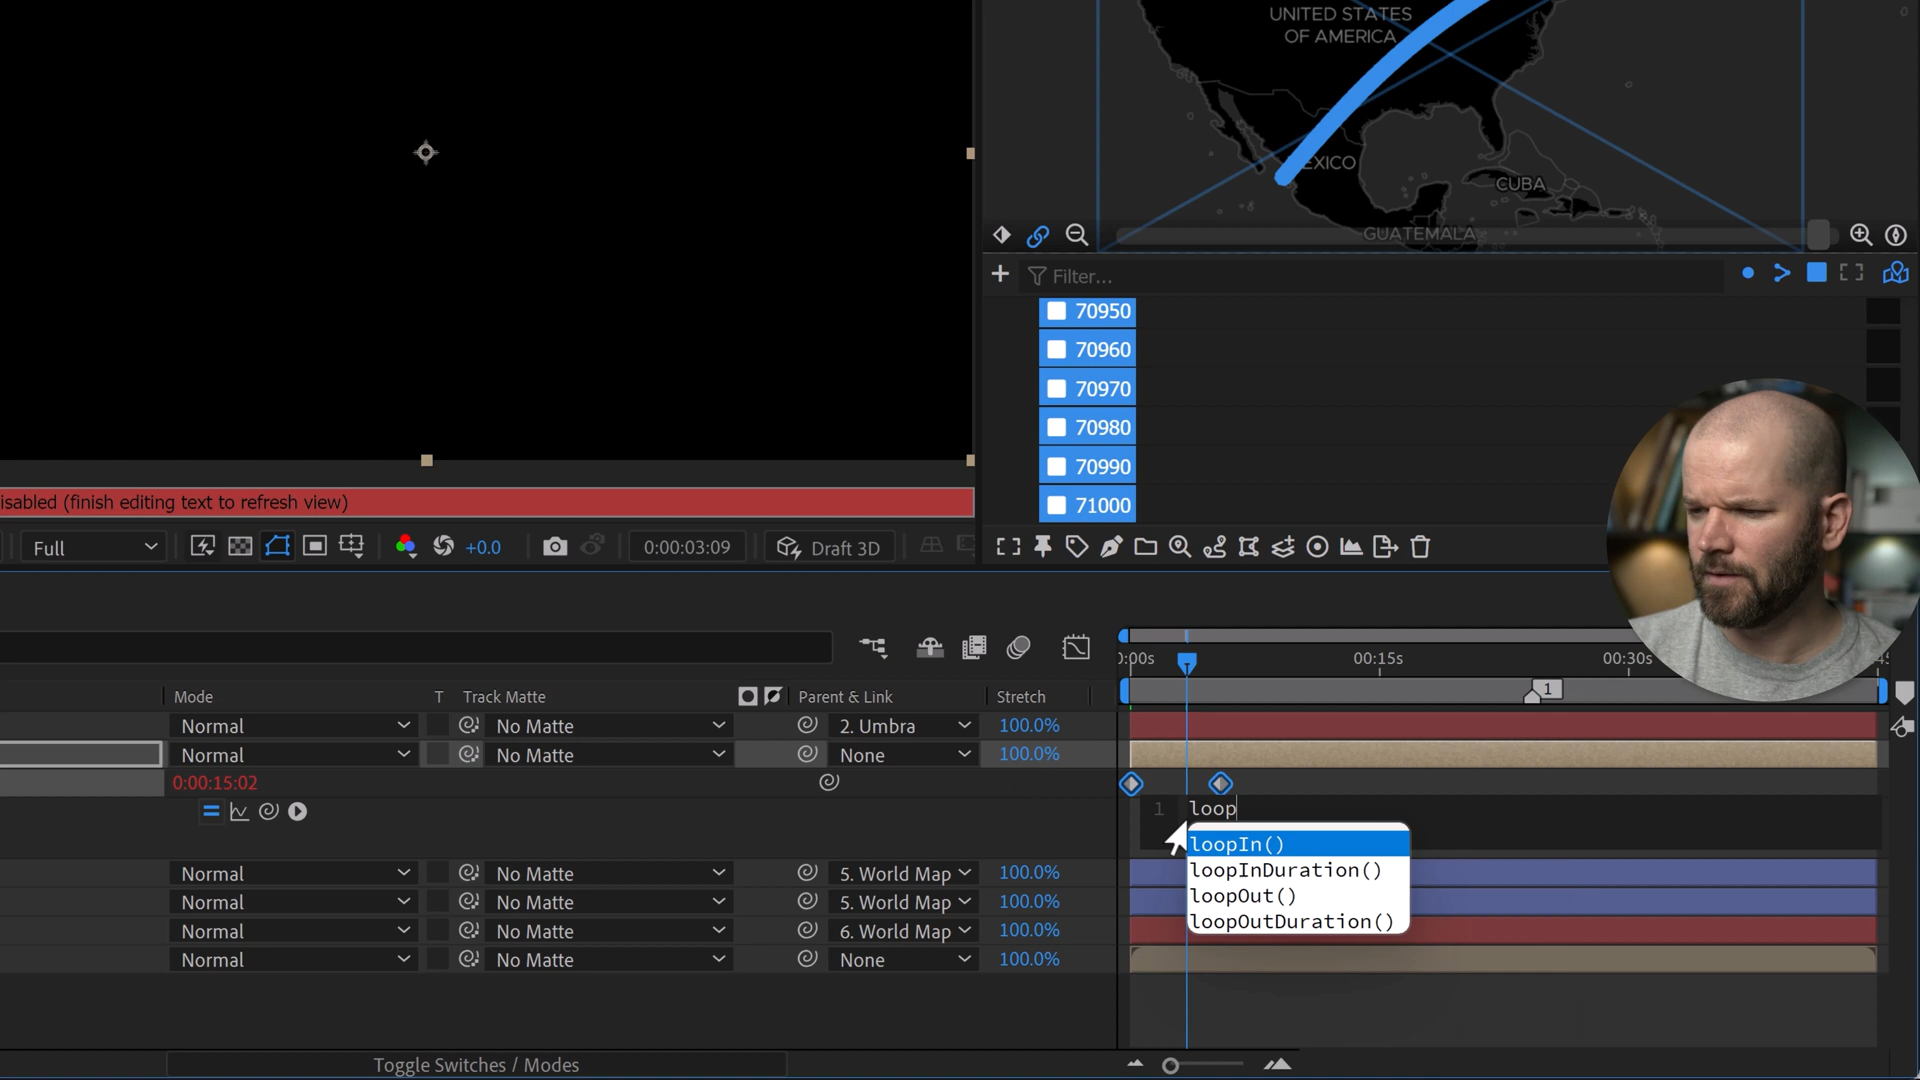 UNITED STATES
OF AMERICA
EXICO
CUBA
GUATEMALA
Filter...
70950
70960
70970
70980
70990
71000
isabled (finish editing text to refresh view)
Full
+0.0
0:00:03:09
Draft 3D
0:00s
00:15s
00:30s
1
Mode
T
Track Matte
Parent & Link
Stretch
Normal
No Matte
2. Umbra
100.0%
Normal
No Matte
None
100.0%
0:00:15:02
1
loop
loopIn()
loopInDuration()
loopOut()
loopOutDuration()
Normal
No Matte
5. World Map
100.0%
Normal
No Matte
5. World Map
100.0%
Normal
No Matte
6. World Map
100.0%
Normal
No Matte
None
100.0%
Toggle Switches / Modes